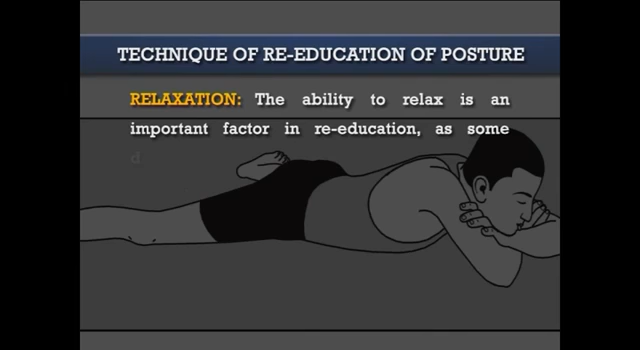 TECHNIQUE OF RE-EDUCATION OF POSTURE
RELAXATION: The ability to relax is an
important factor in re-education, as some
d